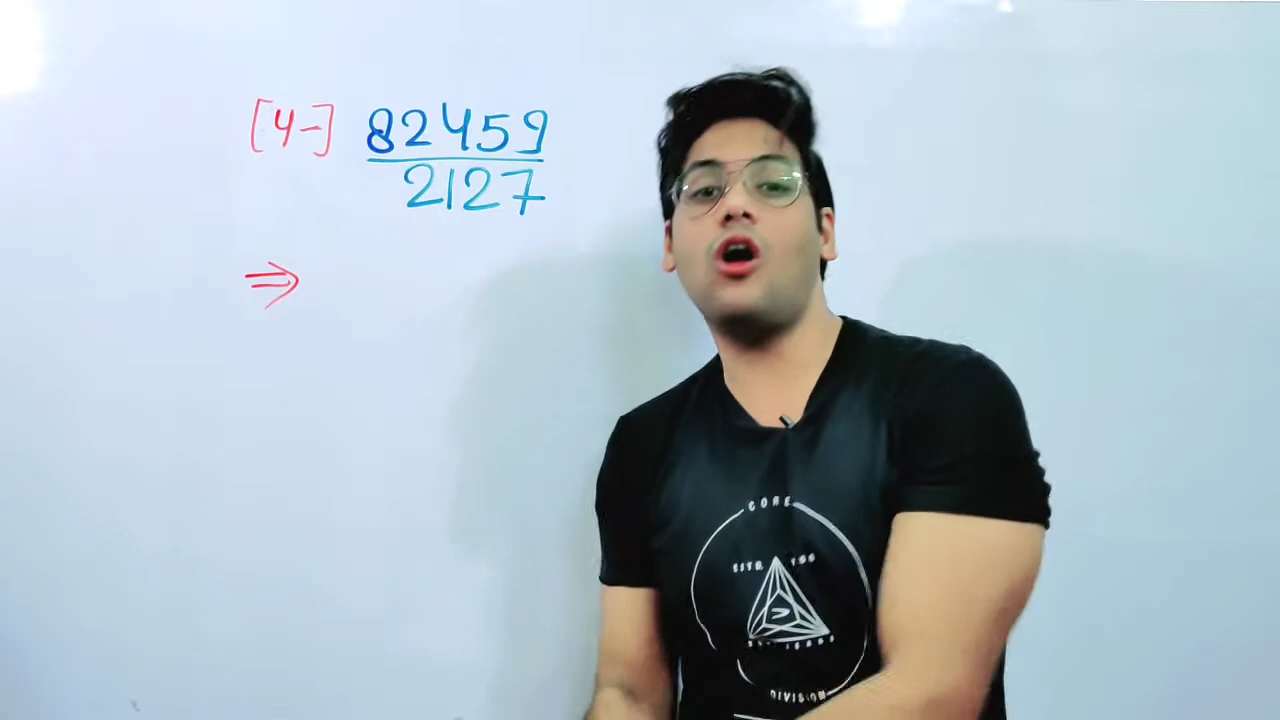 [4-] 82459
2127
⇒
CORE
DIVISION